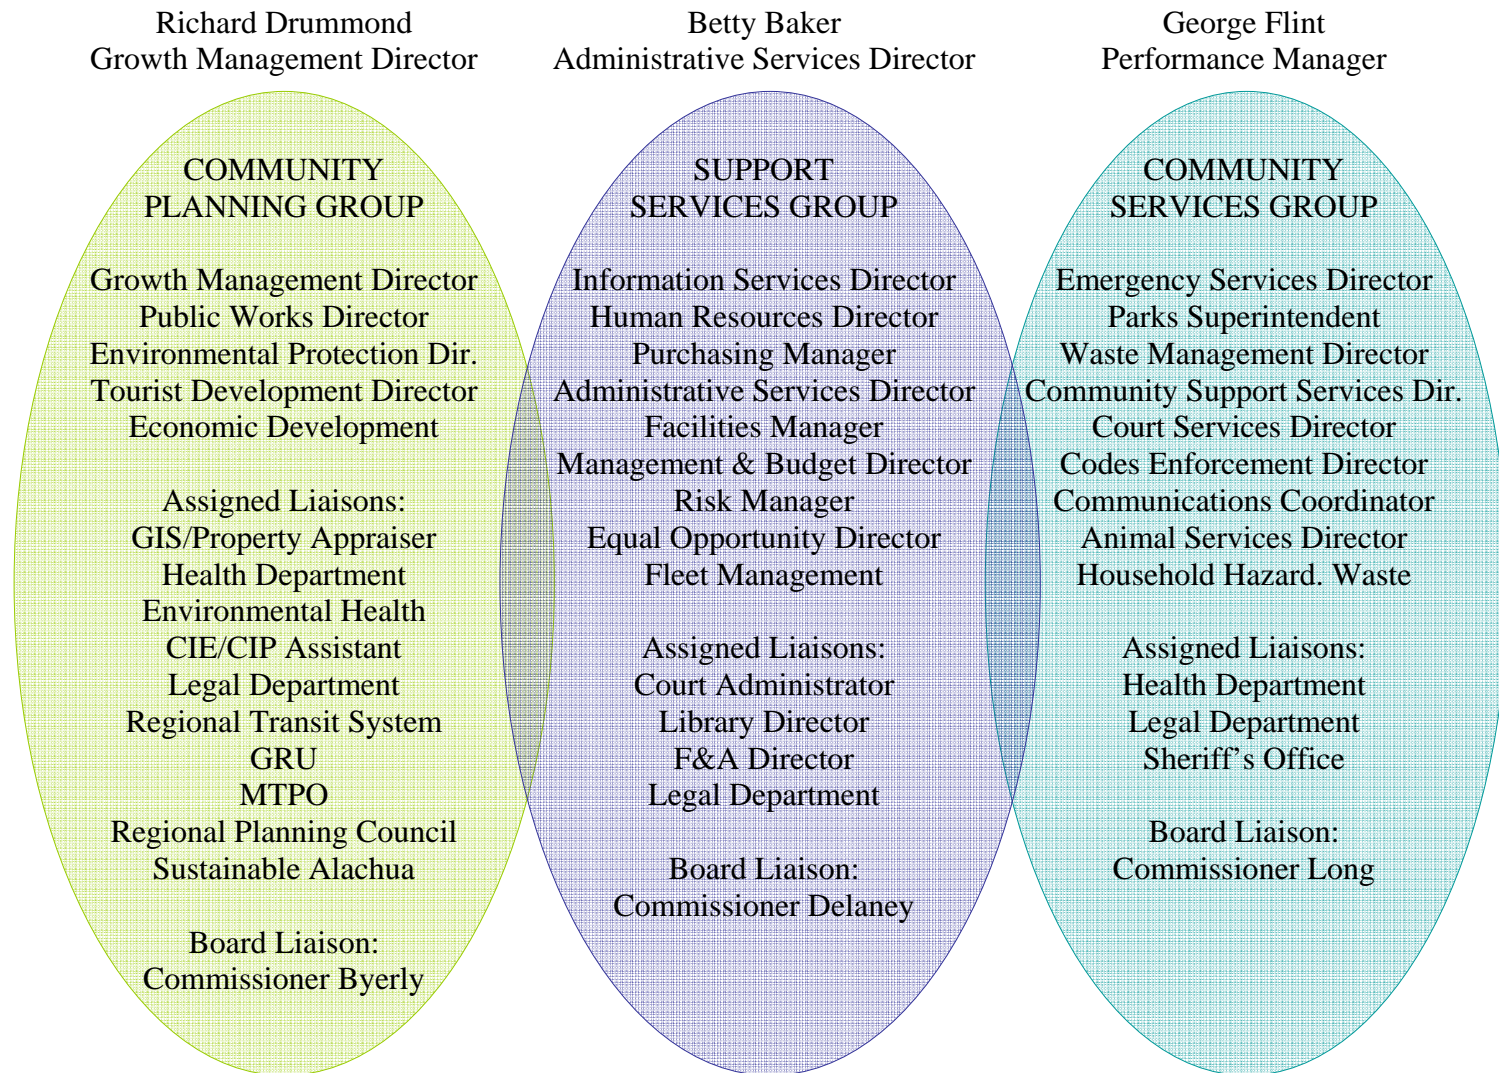 Richard Drummond
Growth Management Director
COMMUNITY
PLANNING GROUP
Growth Management Director
Public Works Director
Environmental Protection Dir.
Tourist Development Director
Economic Development
Assigned Liaisons:
GIS/Property Appraiser
Health Department
Environmental Health
CIE/CIP Assistant
Legal Department
Regional Transit System
GRU
MTPO
Regional Planning Council
Sustainable Alachua
Board Liaison:
Commissioner Byerly
Betty Baker
Administrative Services Director
SUPPORT
SERVICES GROUP
Information Services Director
Human Resources Director
Purchasing Manager
Administrative Services Director
Facilities Manager
Management & Budget Director
Risk Manager
Equal Opportunity Director
Fleet Management
Assigned Liaisons:
Court Administrator
Library Director
F&A Director
Legal Department
Board Liaison:
Commissioner Delaney
George Flint
Performance Manager
COMMUNITY
SERVICES GROUP
Emergency Services Director
Parks Superintendent
Waste Management Director
Community Support Services Dir.
Court Services Director
Codes Enforcement Director
Communications Coordinator
Animal Services Director
Household Hazard. Waste
Assigned Liaisons:
Health Department
Legal Department
Sheriff’s Office
Board Liaison:
Commissioner Long